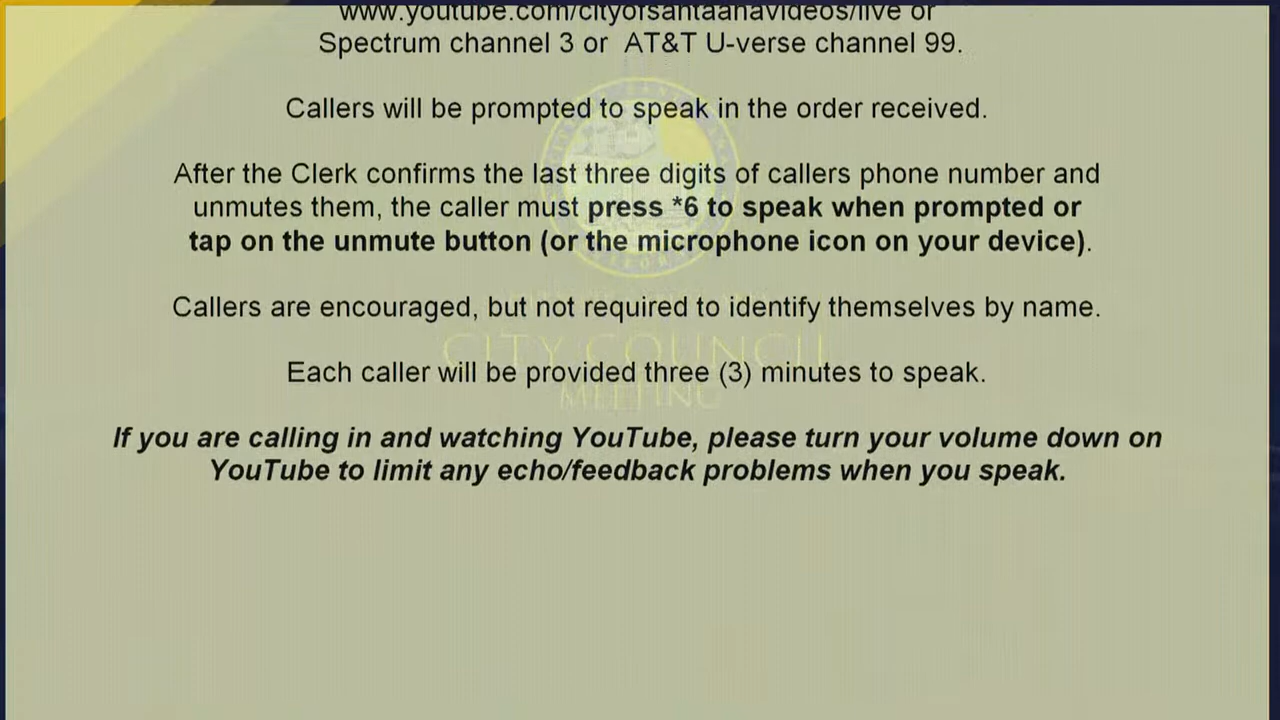 www.youtube.com/cityofsantaanavideos/live or
Spectrum channel 3 or AT&T U-verse channel 99.
Callers will be prompted to speak in the order received.
After the Clerk confirms the last three digits of callers phone number and
unmutes them, the caller must press *6 to speak when prompted or
tap on the unmute button (or the microphone icon on your device).
Callers are encouraged, but not required to identify themselves by name.
CITY COUNCIL
Each caller will be provided three (3) minutes to speak.
MEETING
If you are calling in and watching YouTube, please turn your volume down on
YouTube to limit any echo/feedback problems when you speak.